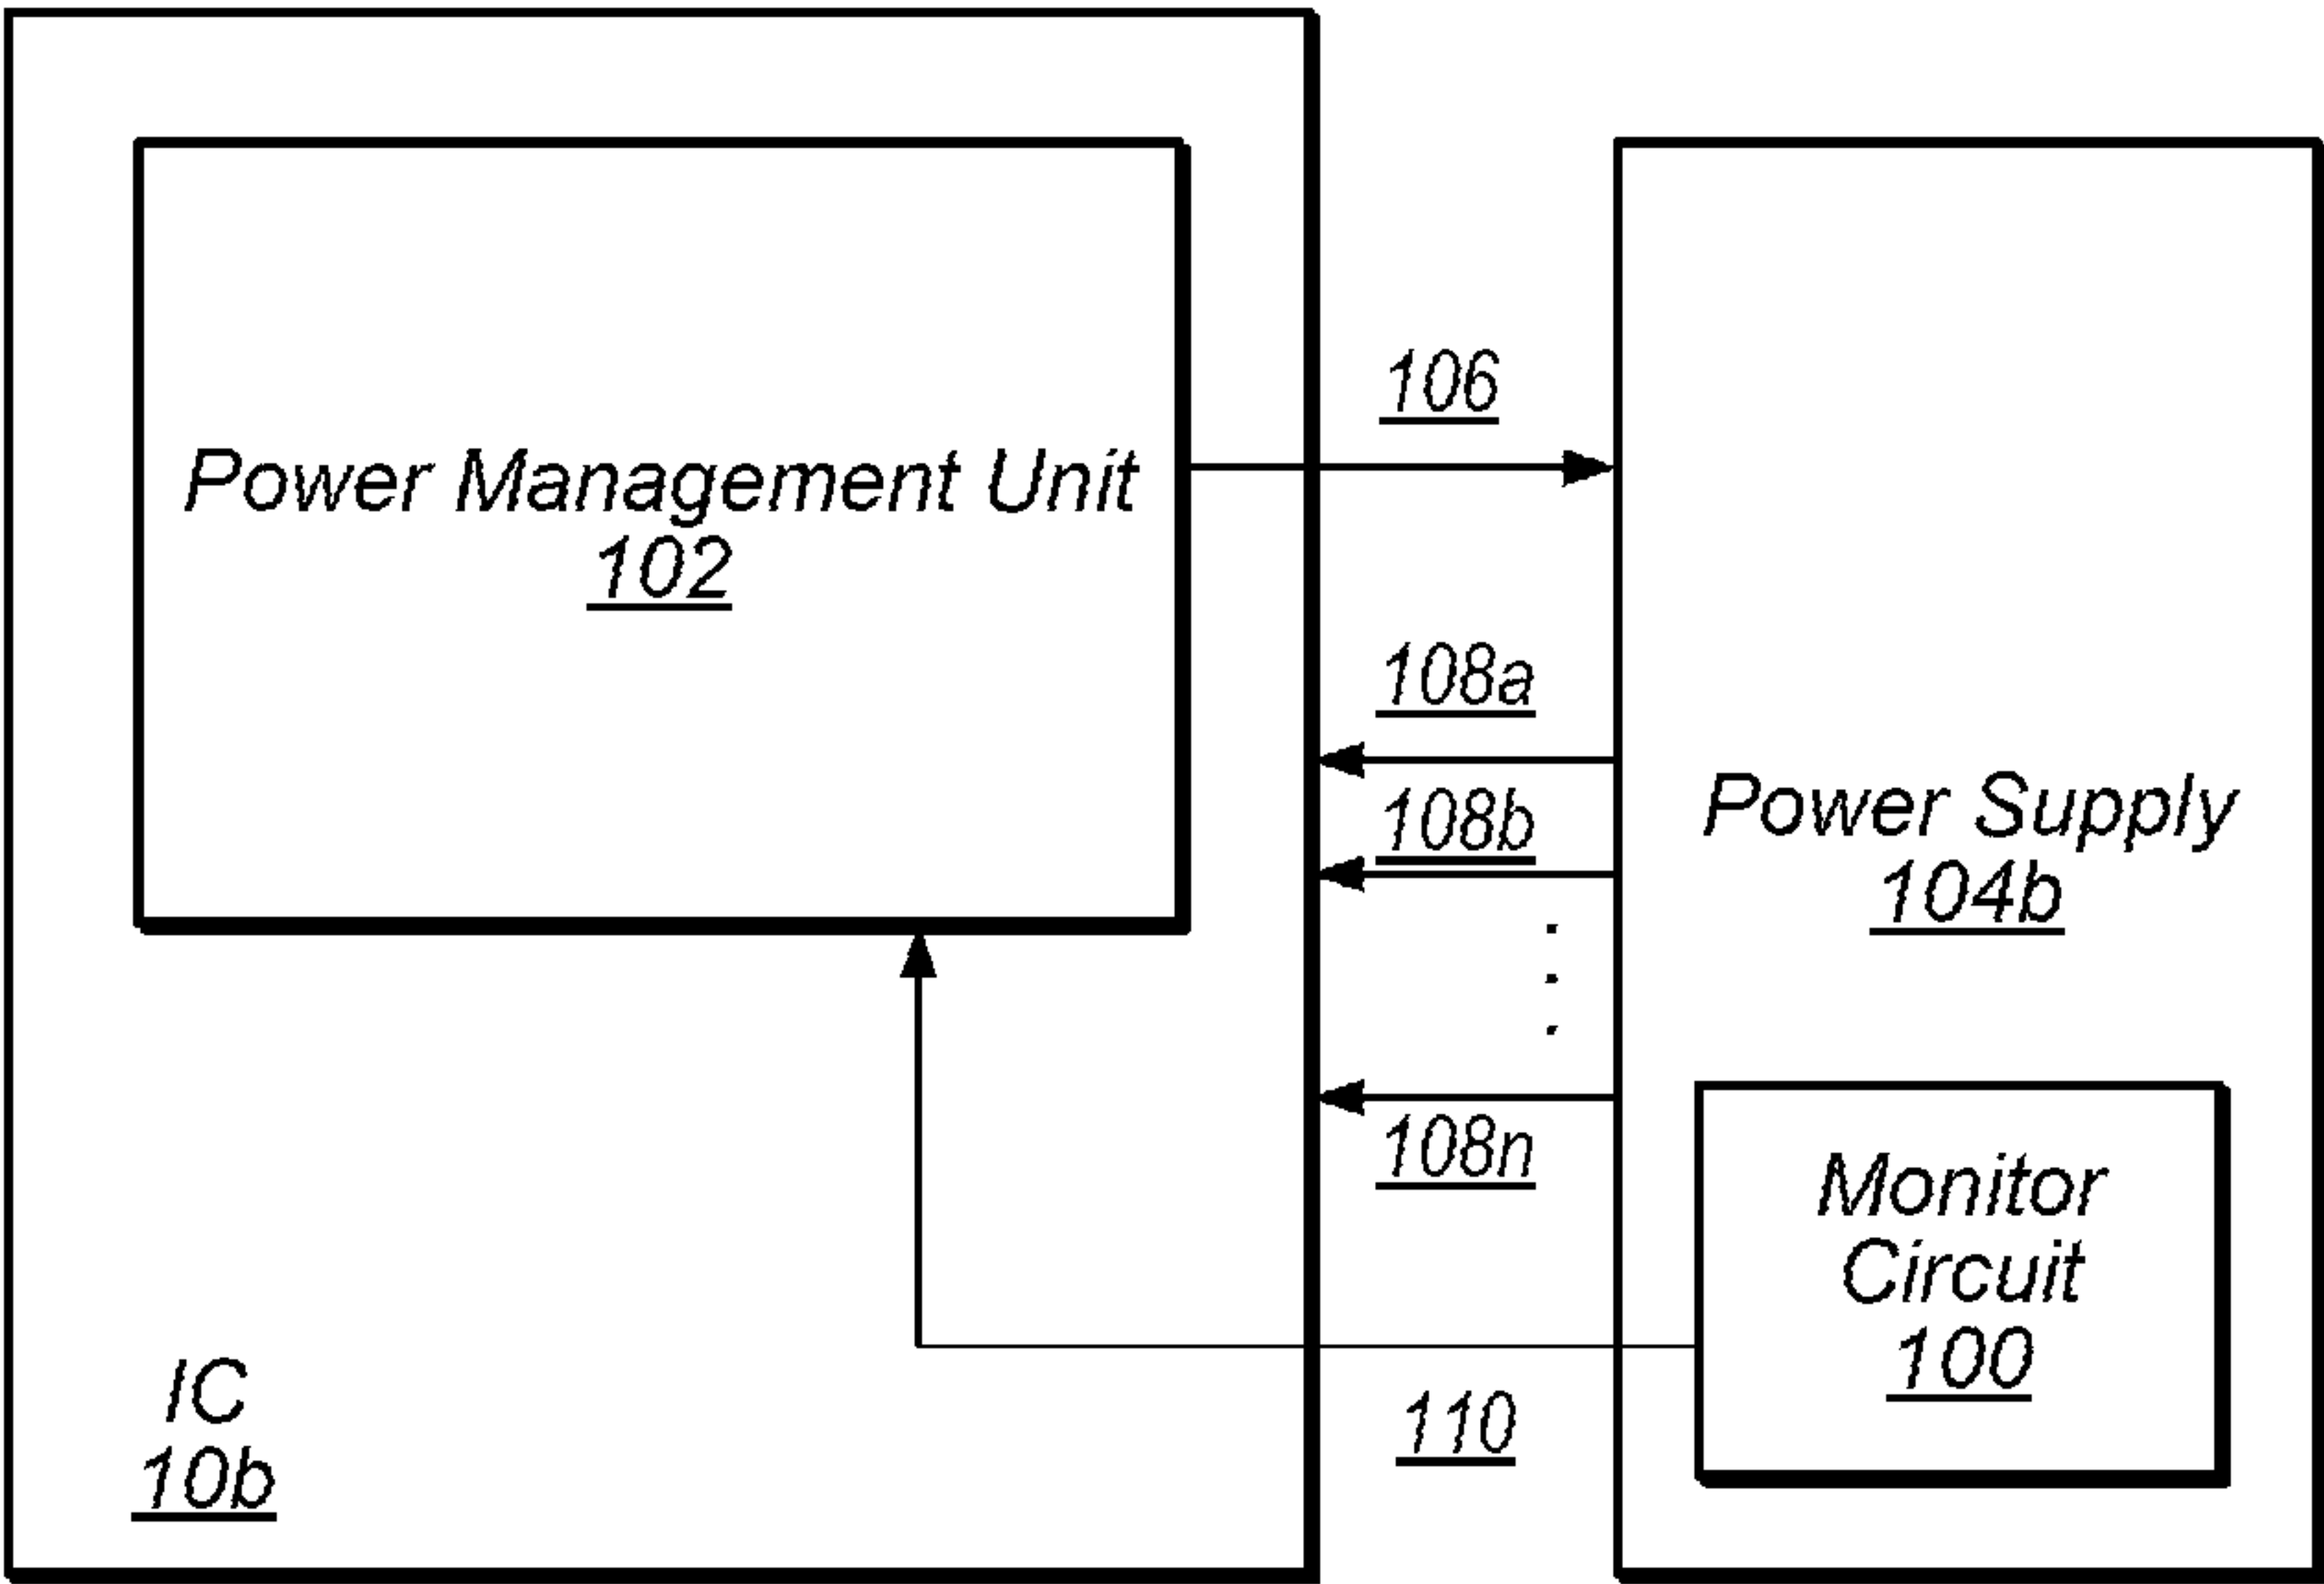 Power Management Unit
102
106
108a
108b
108n
Power Supply
104b
Monitor
Circuit
100
110
IC
10b